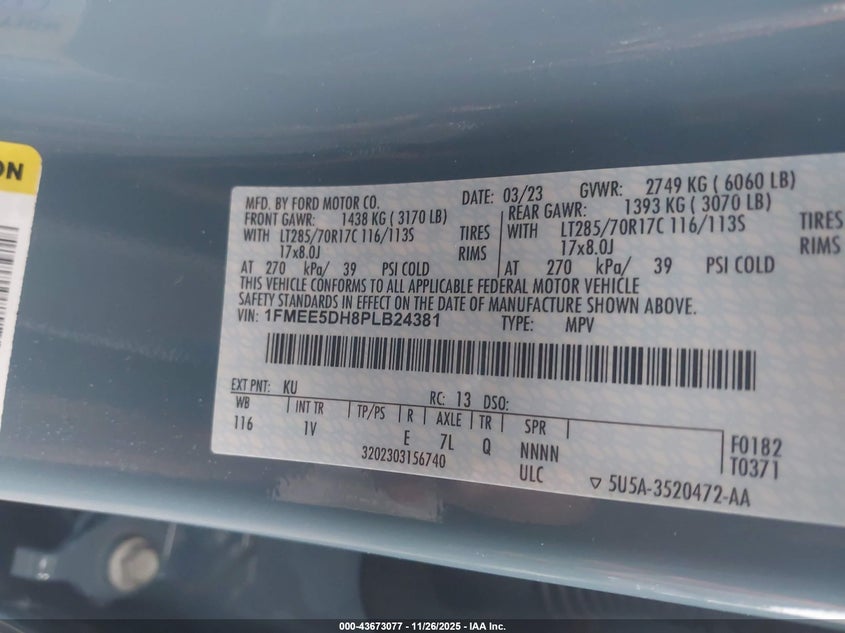 ON
MFD. BY FORD MOTOR CO. DATE: 03/23 GVWR: 2749 KG ( 6060 LB)
FRONT GAWR: 1438 KG ( 3170 LB) REAR GAWR: 1393 KG ( 3070 LB)
WITH LT285/70R17C 116/113S TIRES WITH LT285/70R17C 116/113S TIRES
17x8.0J RIMS 17x8.0J RIMS
AT 270 kPa/ 39 PSI COLD AT 270 kPa/ 39 PSI COLD
THIS VEHICLE CONFORMS TO ALL APPLICABLE FEDERAL MOTOR VEHICLE
SAFETY STANDARDS IN EFFECT ON THE DATE OF MANUFACTURE SHOWN ABOVE.
VIN: 1FMEE5DH8PLB24381 TYPE: MPV
EXT PNT: KU RC: 13 DSO:
WB INT TR TP/PS R AXLE TR SPR
116 1V E 7L Q NNNN F0182
3202303156740 ULC T0371
▽ 5U5A-3520472-AA
000-43673077 - 11/26/2025 - IAA Inc.